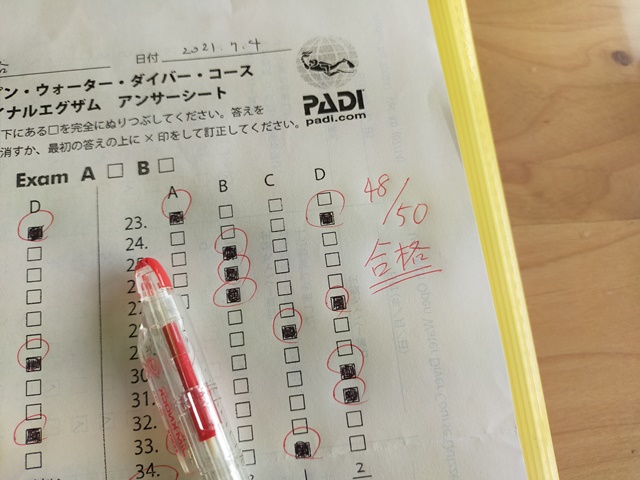 日付 2021.7.4
プン・ウォーター・ダイバー・コース
イナルエグザム アンサーシート
PADI
padi.com
下にある□を完全にぬりつぶしてください。答えを
消すか、最初の答えの上に×印をして訂正してください。
Exam A □ B □
D A B C D
48/50
合格
23.
24.
25.
30
31.
32.
33.
34.